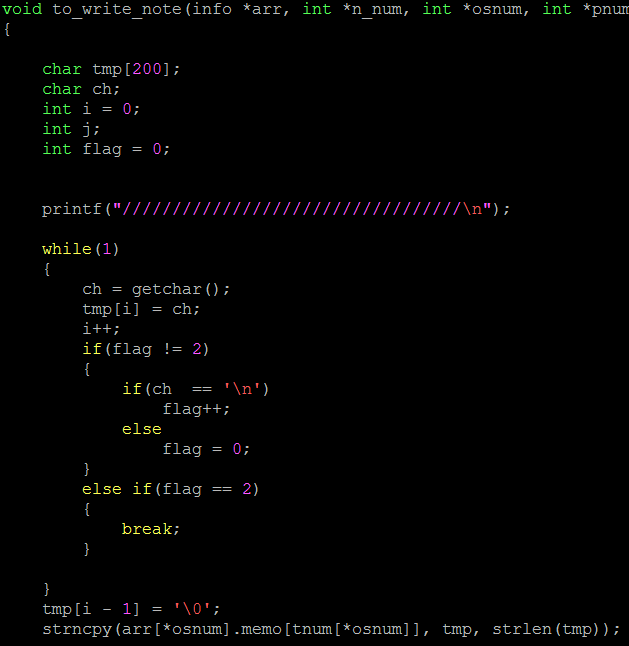 void to_write_note(info *arr, int *n_num, int *osnum, int *pnum
{
char tmp[200];
char ch;
int i = 0;
int j;
int flag = 0;
printf("//////////////////////////////////\n");
while(1)
{
ch = getchar();
tmp[i] = ch;
i++;
if(flag != 2)
{
if(ch  == '\n')
flag++;
else
flag = 0;
}
else if(flag == 2)
{
break;
}
}
tmp[i - 1] = '\0';
strncpy(arr[*osnum].memo[tnum[*osnum]], tmp, strlen(tmp));